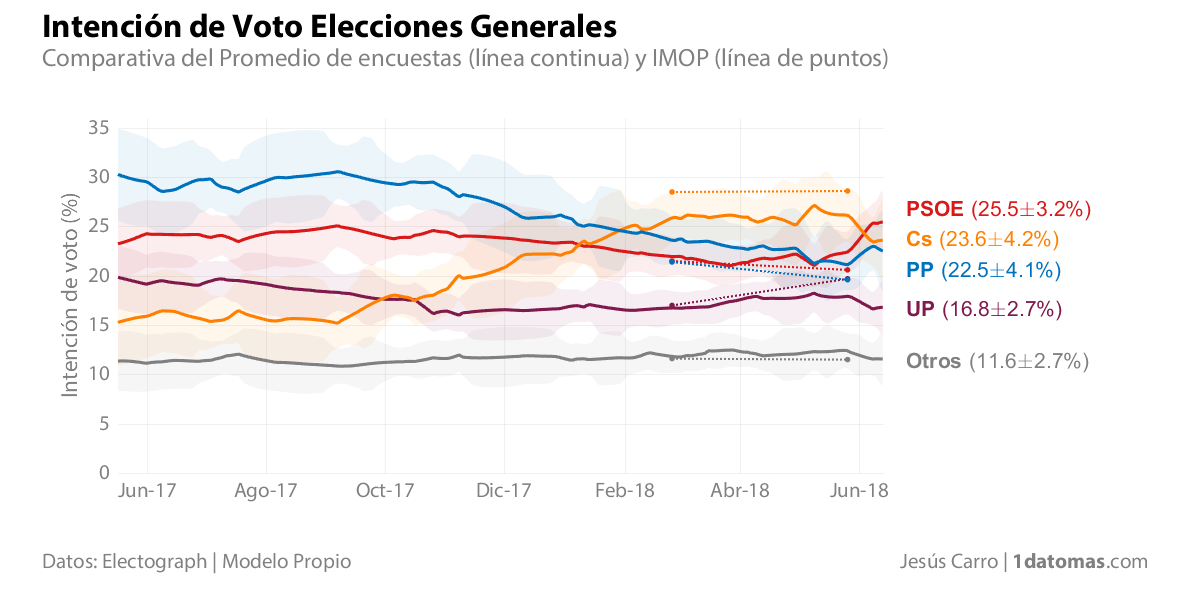 Intención de Voto Elecciones Generales
Comparativa del Promedio de encuestas (línea continua) y IMOP (línea de puntos)
Intención de voto (%)
35
30
25
20
15
10
5
0
Jun-17 Ago-17 Oct-17 Dic-17 Feb-18 Abr-18 Jun-18
PSOE (25.5±3.2%)
Cs (23.6±4.2%)
PP (22.5±4.1%)
UP (16.8±2.7%)
Otros (11.6±2.7%)
Datos: Electograph | Modelo Propio
Jesús Carro | 1datomas.com